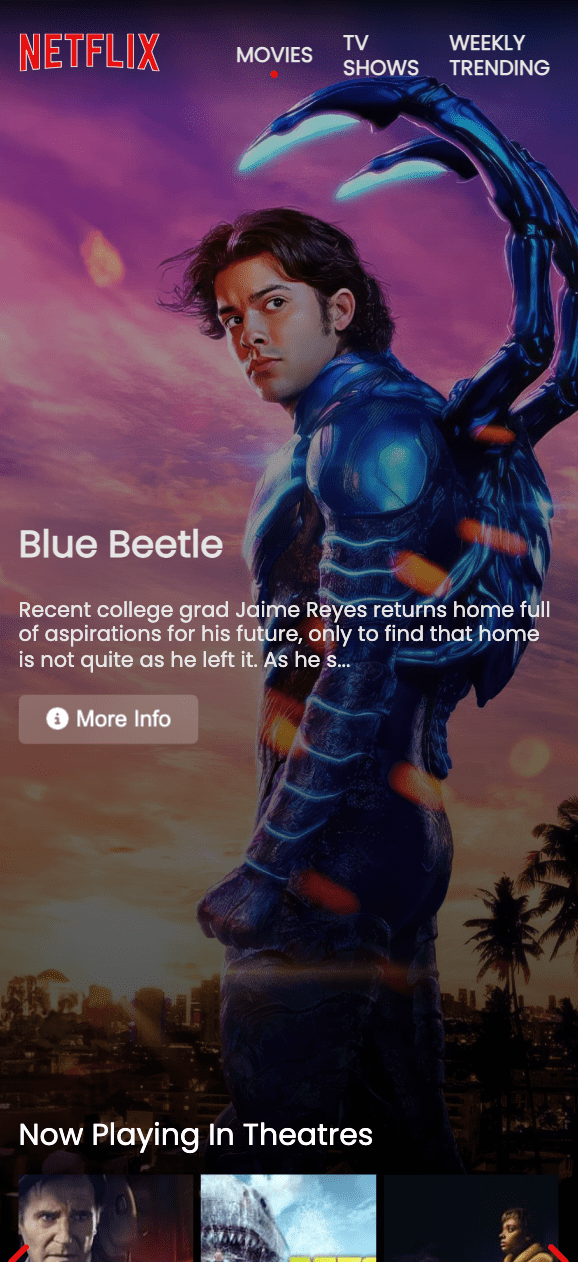 NETFLIX
MOVIES
TV
SHOWS
WEEKLY
TRENDING
Blue Beetle
Recent college grad Jaime Reyes returns home full
of aspirations for his future, only to find that home
is not quite as he left it. As he s...
More Info
Now Playing In Theatres